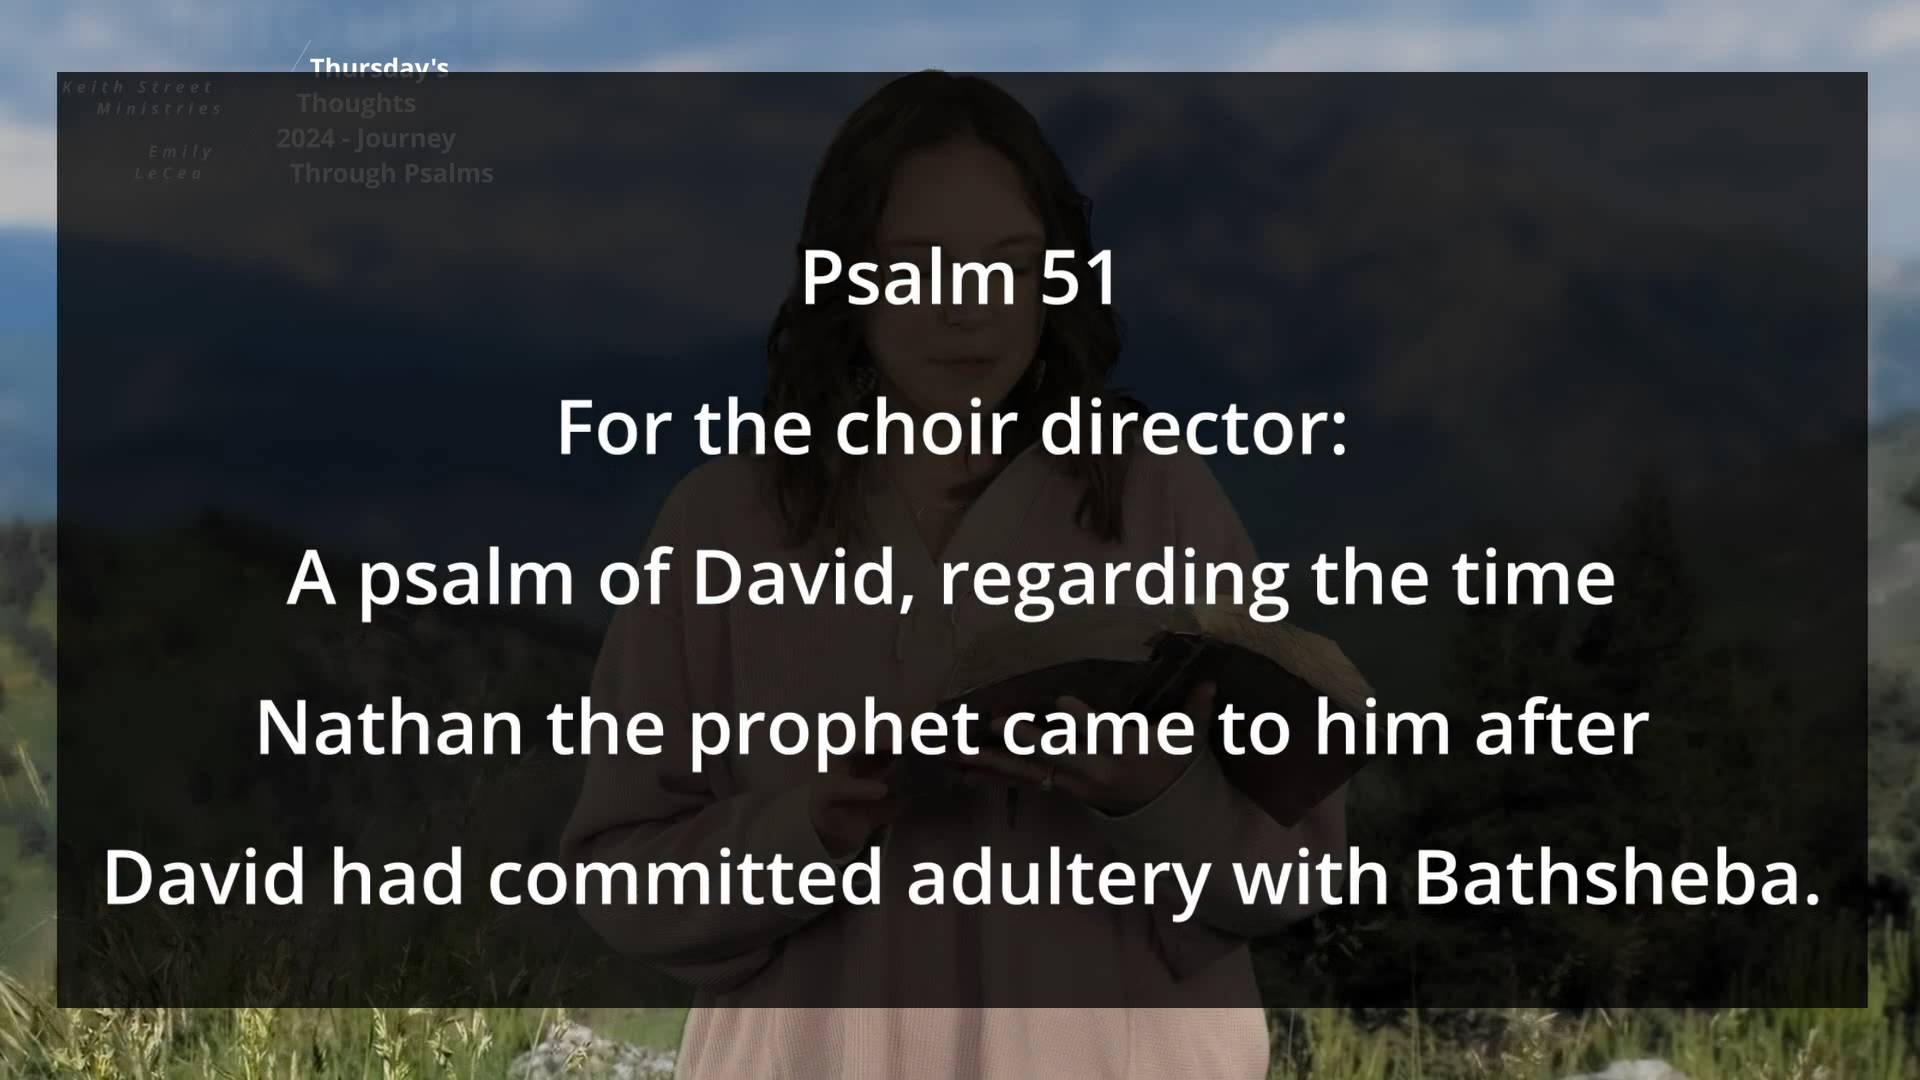 Thursday's
Thoughts
2024 - Journey
Through Psalms
Keith Street
Ministries
Emily
LeCea
Psalm 51
For the choir director:
A psalm of David, regarding the time
Nathan the prophet came to him after
David had committed adultery with Bathsheba.